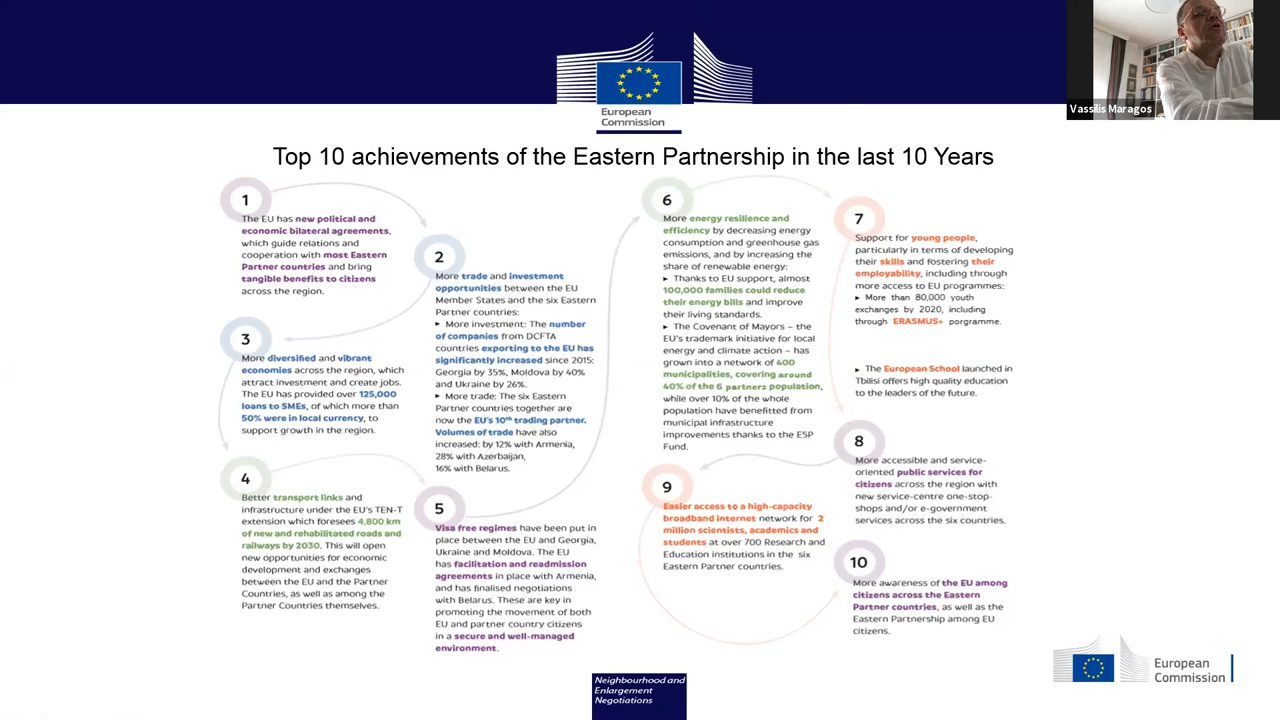 European
Commission
Vassilis Maragos
Top 10 achievements of the Eastern Partnership in the last 10 Years
1
The EU has new political and
economic bilateral agreements,
which guide relations and
cooperation with most Eastern
Partner countries and bring
tangible benefits to citizens
across the region.
2
More trade and investment
opportunities between the EU
Member States and the six Eastern
Partner countries:
▸ More investment: The number
of companies from DCFTA
countries exporting to the EU has
significantly increased since 2015:
Georgia by 35%, Moldova by 40%
and Ukraine by 26%.
▸ More trade: The six Eastern
Partner countries together are
now the EU's 10th trading partner.
Volumes of trade have also
increased: by 12% with Armenia,
28% with Azerbaijan,
16% with Belarus.
3
More diversified and vibrant
economies across the region, which
attract investment and create jobs.
The EU has provided over 125,000
loans to SMEs, of which more than
50% were in local currency, to
support growth in the region.
4
Better transport links and
infrastructure under the EU's TEN-T
extension which foresees 4,800 km
of new and rehabilitated roads and
railways by 2030. This will open
new opportunities for economic
development and exchanges
between the EU and the Partner
Countries, as well as among the
Partner Countries themselves.
5
Visa free regimes have been put in
place between the EU and Georgia,
Ukraine and Moldova. The EU
has facilitation and readmission
agreements in place with Armenia,
and has finalised negotiations
with Belarus. These are key in
promoting the movement of both
EU and partner country citizens
in a secure and well-managed
environment.
6
More energy resilience and
efficiency by decreasing energy
consumption and greenhouse gas
emissions, and by increasing the
share of renewable energy:
▸ Thanks to EU support, almost
100,000 families could reduce
their energy bills and improve
their living standards.
▸ The Covenant of Mayors – the
EU's trademark initiative for local
energy and climate action – has
grown into a network of 400
municipalities, covering around
40% of the 6 partners population,
while over 10% of the whole
population have benefitted from
municipal infrastructure
improvements thanks to the E5P
Fund.
7
Support for young people,
particularly in terms of developing
their skills and fostering their
employability, including through
more access to EU programmes:
▸ More than 80,000 youth
exchanges by 2020, including
through ERASMUS+ porgramme.
▸ The European School launched in
Tbilisi offers high quality education
to the leaders of the future.
8
More accessible and service-
oriented public services for
citizens across the region with
new service-centre one-stop-
shops and/or e-government
services across the six countries.
9
Easier access to a high-capacity
broadband internet network for 2
million scientists, academics and
students at over 700 Research and
Education institutions in the six
Eastern Partner countries.
10
More awareness of the EU among
citizens across the Eastern
Partner countries, as well as the
Eastern Partnership among EU
citizens.
Neighbourhood and
Enlargement
Negotiations
European
Commission